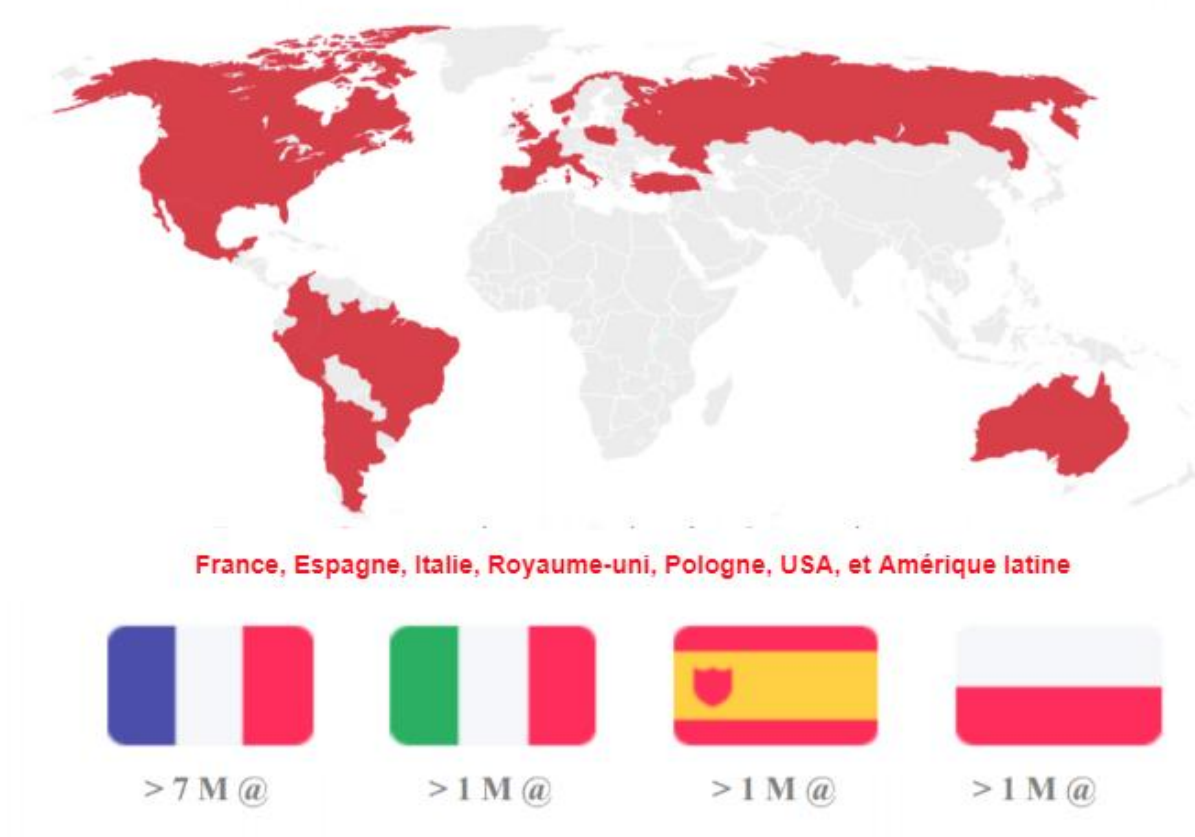 France, Espagne, Italie, Royaume-uni, Pologne, USA, et Amérique latine
> 7 M @
> 1 M @
> 1 M @
> 1 M @